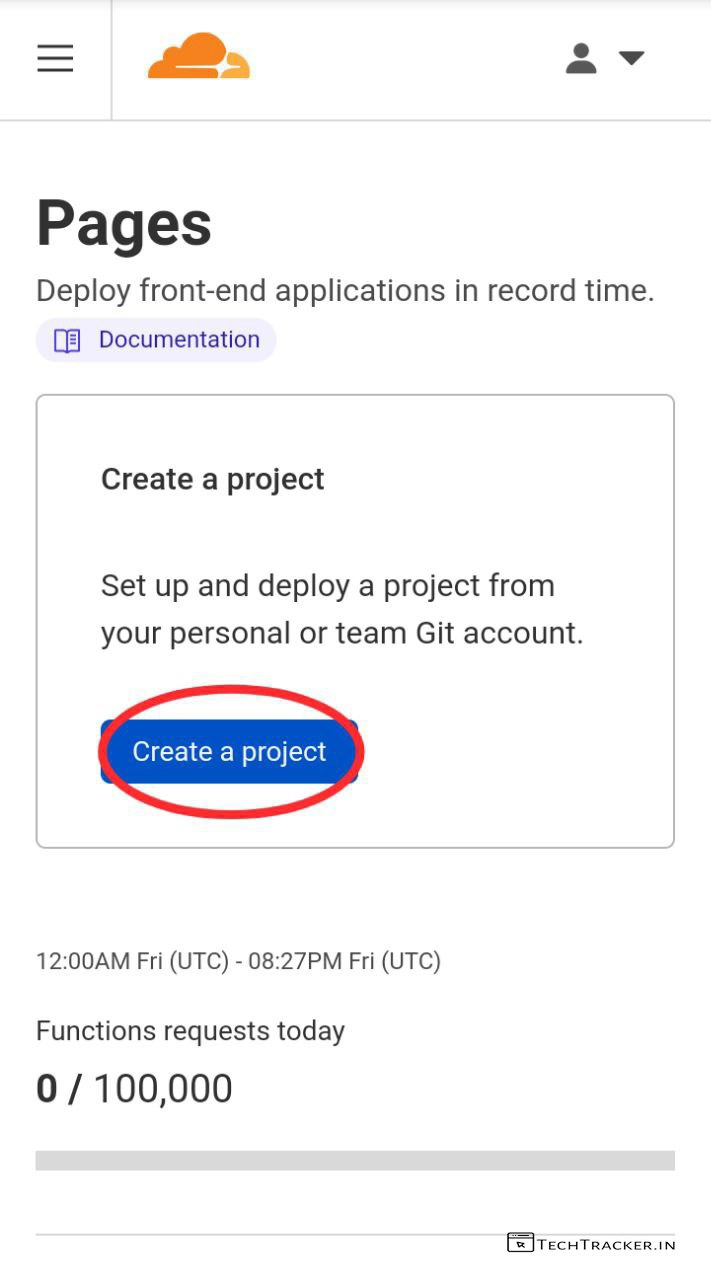 Pages
Deploy front-end applications in record time.
Documentation
Create a project
Set up and deploy a project from
your personal or team Git account.
Create a project
12:00AM Fri (UTC) - 08:27PM Fri (UTC)
Functions requests today
0 / 100,000
TECHTRACKER.IN